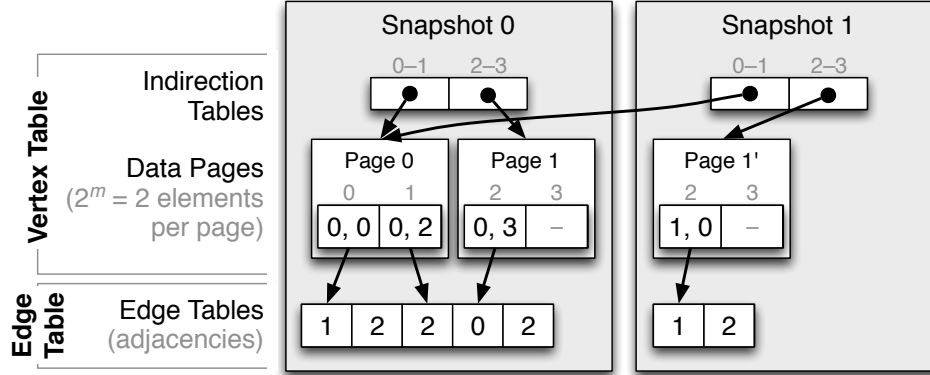 Snapshot 0
Snapshot 1
Vertex Table
Indirection
Tables
0–1 2–3
0–1 2–3
Data Pages
(2^m = 2 elements
per page)
Page 0
0 1
0, 0 0, 2
Page 1
2 3
0, 3 –
Page 1'
2 3
1, 0 –
Edge
Table
Edge Tables
(adjacencies)
1 2 2 0 2
1 2